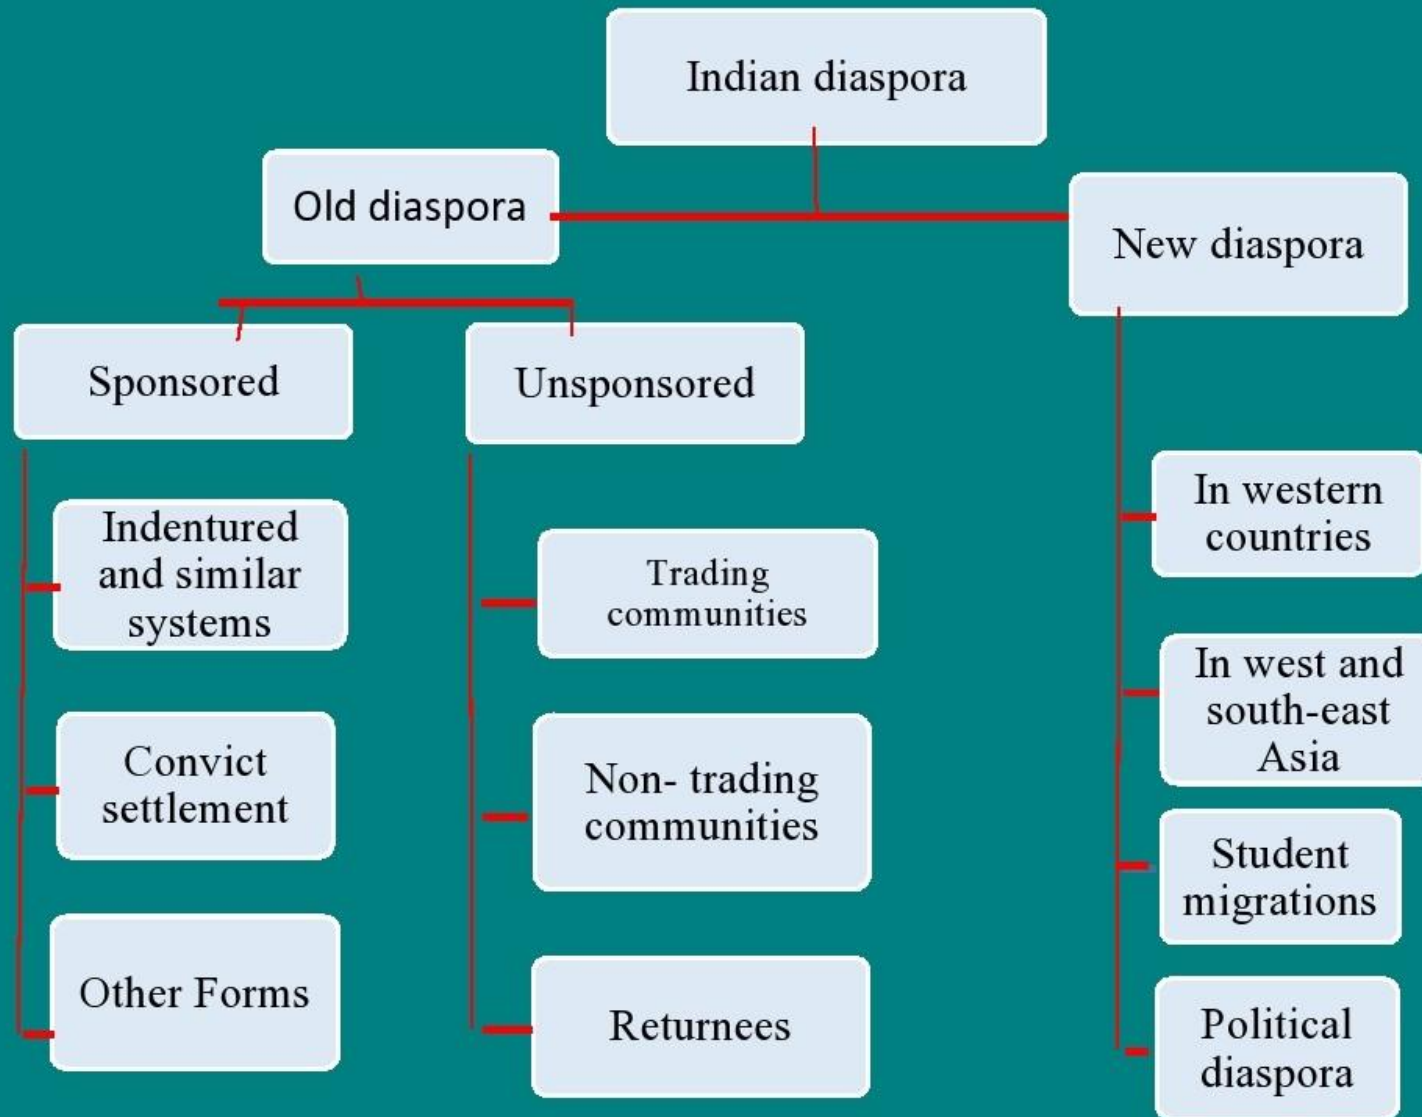 Indian diaspora
Old diaspora
New diaspora
Sponsored
Unsponsored
Indentured
and similar
systems
Convict
settlement
Other Forms
Trading
communities
Non- trading
communities
Returnees
In western
countries
In west and
south-east
Asia
Student
migrations
Political
diaspora